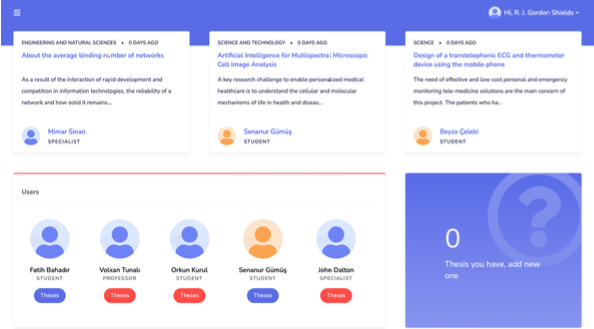 Hi, R. J. Gordon Shields
ENGINEERING AND NATURAL SCIENCES • 0 DAYS AGO
About the average binding number of networks
As a result of the interaction of rapid development and
competition in information technologies, the reliability of a
network and how solid it remains...
Mimar Sinan
SPECIALIST
SCIENCE AND TECHNOLOGY • 0 DAYS AGO
Artificial Intelligence for Multispectral Microscopic
Cell Image Analysis
A key research challenge to enable personalized medical
healthcare is to understand the cellular and molecular
mechanisms of life in health and diseas...
Senanur Gümüş
STUDENT
SCIENCE • 0 DAYS AGO
Design of a transtelephonic ECG and thermometer
device using the mobile phone
The need of effective and low cost personal and emergency
monitoring tele-medicine solutions are the main concern of
this project. The patients who ha...
Beyza Çelebi
STUDENT
Users
Fatih Bahadır
STUDENT
Theses
Volkan Tunalı
PROFESSOR
Theses
Orkun Kurul
STUDENT
Theses
Senanur Gümüş
STUDENT
Theses
John Dalton
SPECIALIST
Theses
0
Thesis you have, add new
one